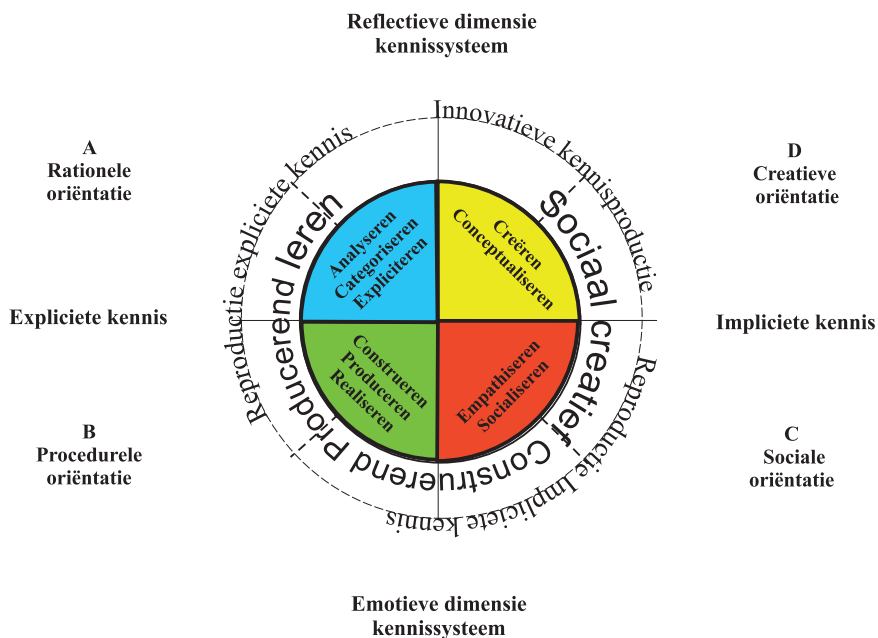 Reflectieve dimensie
kennissysteem
A
Rationele
oriëntatie
D
Creatieve
oriëntatie
Innovatieve kennisproductie
Reproductie expliciete kennis
Sociaal creatief Construerend Producerend leren
Analyseren
Categoriseren
Expliciteren
Creëren
Conceptualiseren
Expliciete kennis
Impliciete kennis
Construeren
Produceren
Realiseren
Empathiseren
Socialiseren
Reproductie Impliciete kennis
B
Procedurele
oriëntatie
C
Sociale
oriëntatie
Emotieve dimensie
kennissysteem